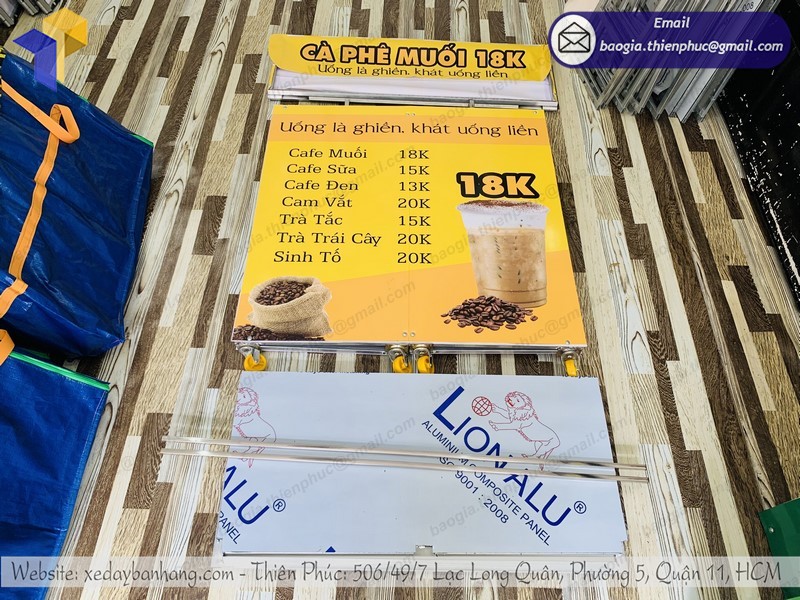 Email
baogia.thienphuc@gmail.com
CÀ PHÊ MUỐI 18K
Uống là ghiền, khát uống liền
Uống là ghiền, khát uống liền
Cafe Muối 18K
Cafe Sữa 15K
Cafe Đen 13K
Cam Vắt 20K
Trà Tắc 15K
Trà Trái Cây 20K
Sinh Tố 20K
18K
LIONALU®
ALUMINIUM COMPOSITE PANEL
ISO 9001 : 2008
ALU®
PANEL
Website: xedaybanhang.com - Thiên Phúc: 506/49/7 Lạc Long Quân, Phường 5, Quận 11, HCM